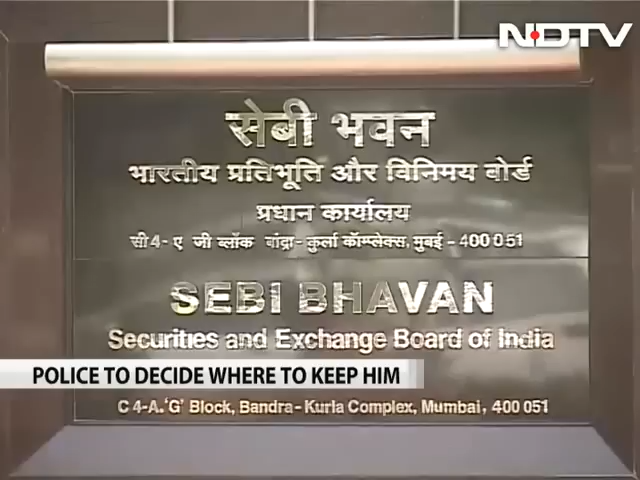 NDTV
सेबी भवन
भारतीय प्रतिभूति और विनिमय बोर्ड
प्रधान कार्यालय
सी 4- ए जी ब्लॉक बांद्रा- कुर्ला कॉम्प्लेक्स, मुंबई - 400 051
SEBI BHAVAN
Securities and Exchange Board of India
POLICE TO DECIDE WHERE TO KEEP HIM
C 4-A.'G' Block, Bandra- Kurla Complex, Mumbai, 400 051